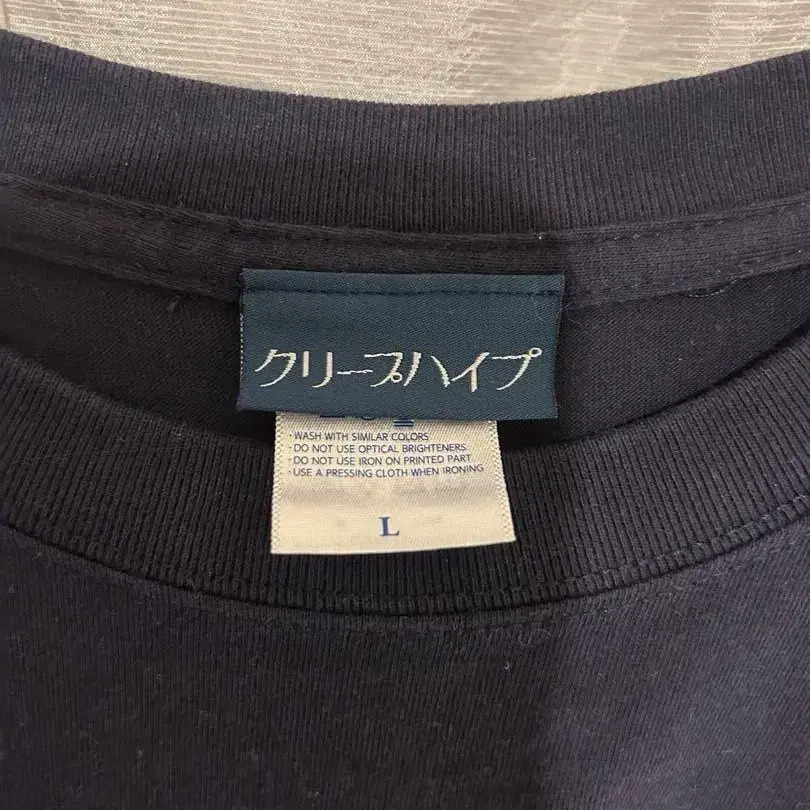 クリープハイプ
·WASH WITH SIMILAR COLORS
·DO NOT USE OPTICAL BRIGHTENERS
·DO NOT USE IRON ON PRINTED PART
·USE A PRESSING CLOTH WHEN IRONING
L